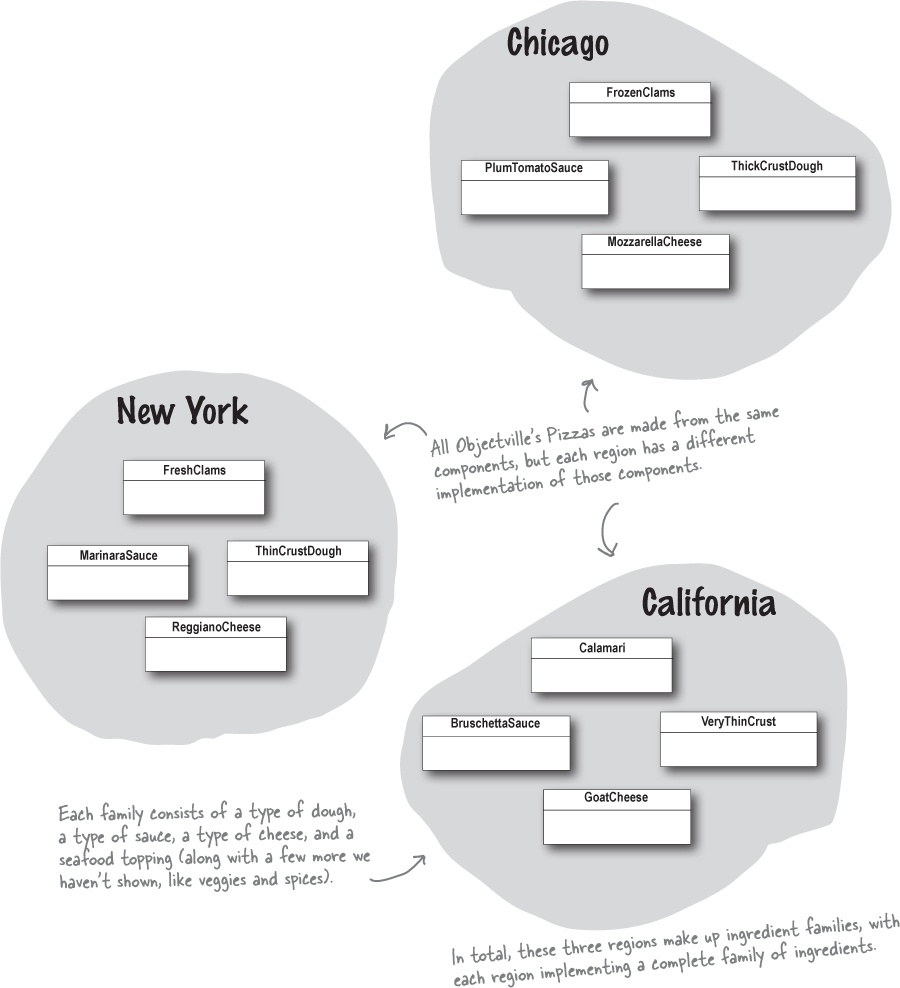 Chicago
FrozenClams
PlumTomatoSauce
ThickCrustDough
MozzarellaCheese
All Objectville's Pizzas are made from the same
components, but each region has a different
implementation of those components.
New York
FreshClams
MarinaraSauce
ThinCrustDough
ReggianoCheese
California
Calamari
BruschettaSauce
VeryThinCrust
GoatCheese
Each family consists of a type of dough,
a type of sauce, a type of cheese, and a
seafood topping (along with a few more we
haven't shown, like veggies and spices).
In total, these three regions make up ingredient families, with
each region implementing a complete family of ingredients.